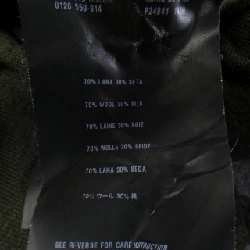 0120 559-914
70% LANA 30% SETA
70% WOOL 30% SILK
70% LAINE 30% SOIE
70% WOLLE 30% SEIDE
70% LANA 30% SEDA
70% ウール 30% 絹
SEE REVERSE FOR CARE INSTRUCTION